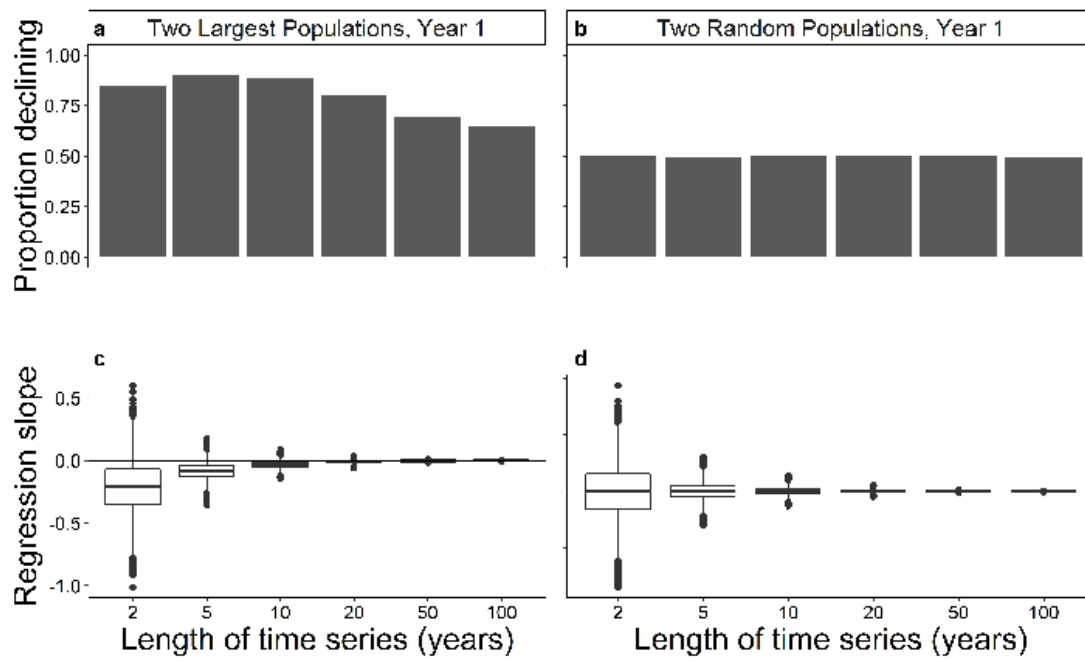 a Two Largest Populations, Year 1
b Two Random Populations, Year 1
Proportion declining
1.00
0.75
0.50
0.25
0.00
c
d
Regression slope
0.5
0.0
-0.5
-1.0
2 5 10 20 50 100
2 5 10 20 50 100
Length of time series (years)
Length of time series (years)